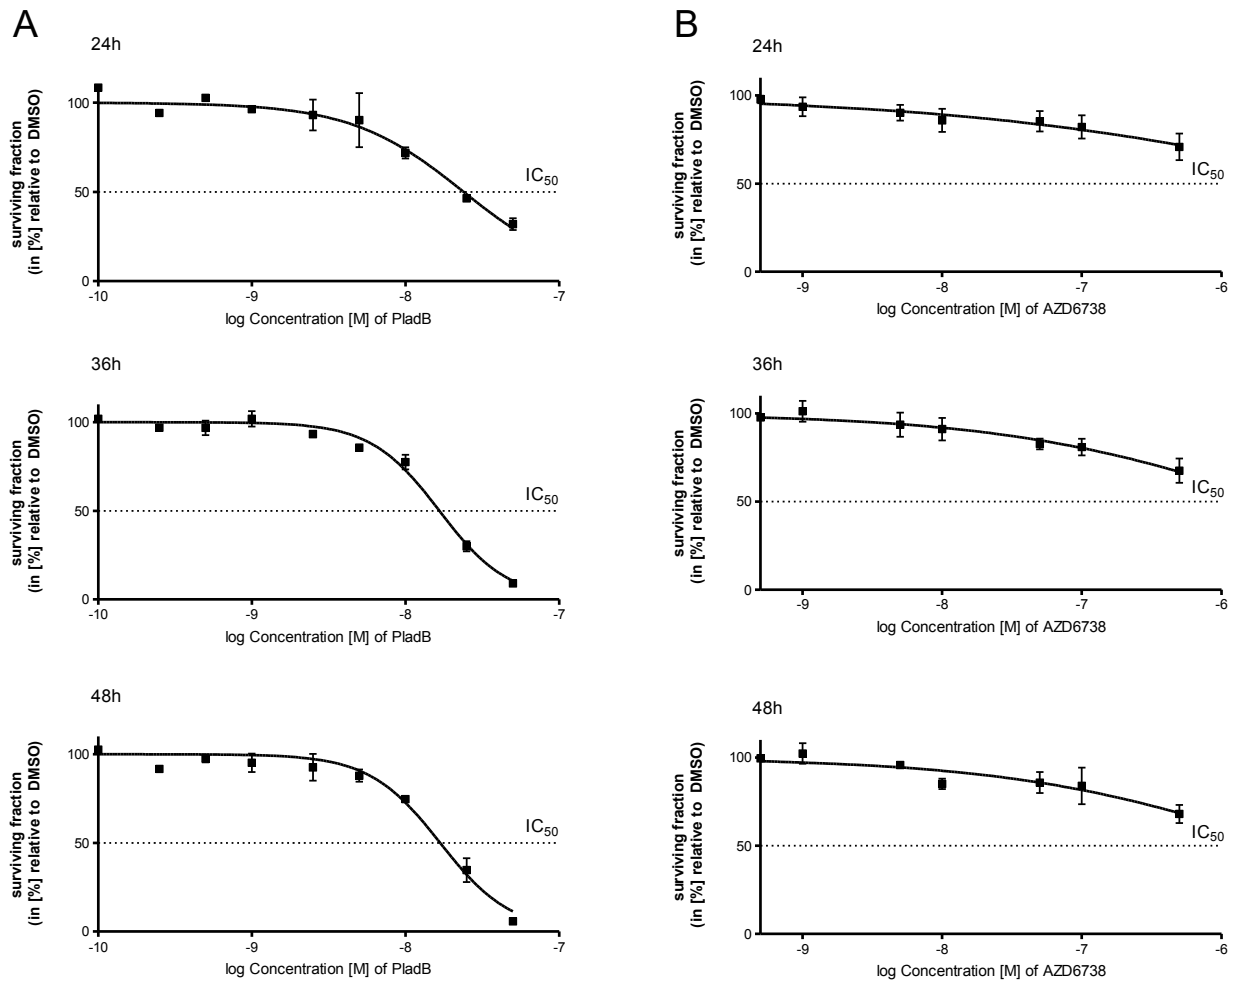 A
24h
surviving fraction
(in [%] relative to DMSO)
100
50
0
IC50
-10
-9
-8
-7
log Concentration [M] of PladB
36h
surviving fraction
(in [%] relative to DMSO)
100
50
0
IC50
-10
-9
-8
-7
log Concentration [M] of PladB
48h
surviving fraction
(in [%] relative to DMSO)
100
50
0
IC50
-10
-9
-8
-7
log Concentration [M] of PladB
B
24h
surviving fraction
(in [%] relative to DMSO)
100
50
0
IC50
-9
-8
-7
-6
log Concentration [M] of AZD6738
36h
surviving fraction
(in [%] relative to DMSO)
100
50
0
IC50
-9
-8
-7
-6
log Concentration [M] of AZD6738
48h
surviving fraction
(in [%] relative to DMSO)
100
50
0
IC50
-9
-8
-7
-6
log Concentration [M] of AZD6738